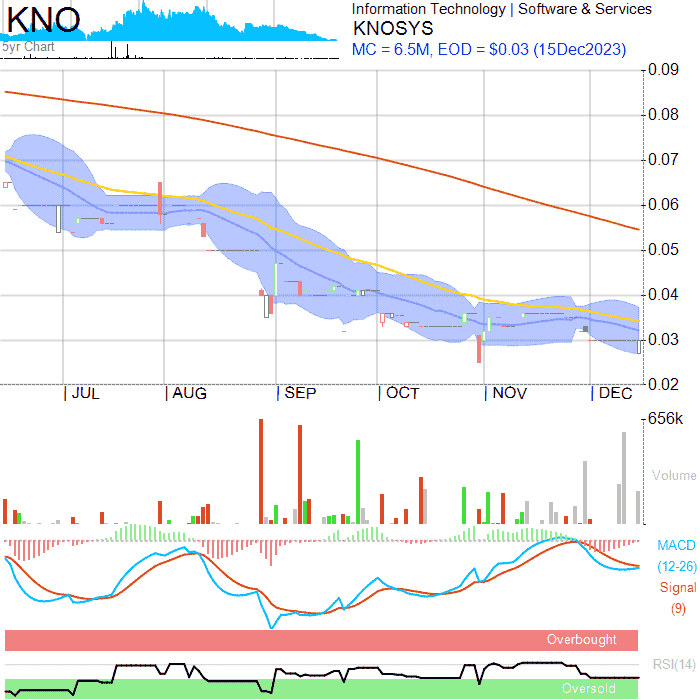 KNO
5yr Chart
Information Technology | Software & Services
KNOSYS
MC = 6.5M, EOD = $0.03 (15Dec2023)
0.09
0.08
0.07
0.06
0.05
0.04
0.03
0.02
JUL
AUG
SEP
OCT
NOV
DEC
656k
Volume
MACD
(12-26)
Signal
(9)
Overbought
RSI(14)
Oversold